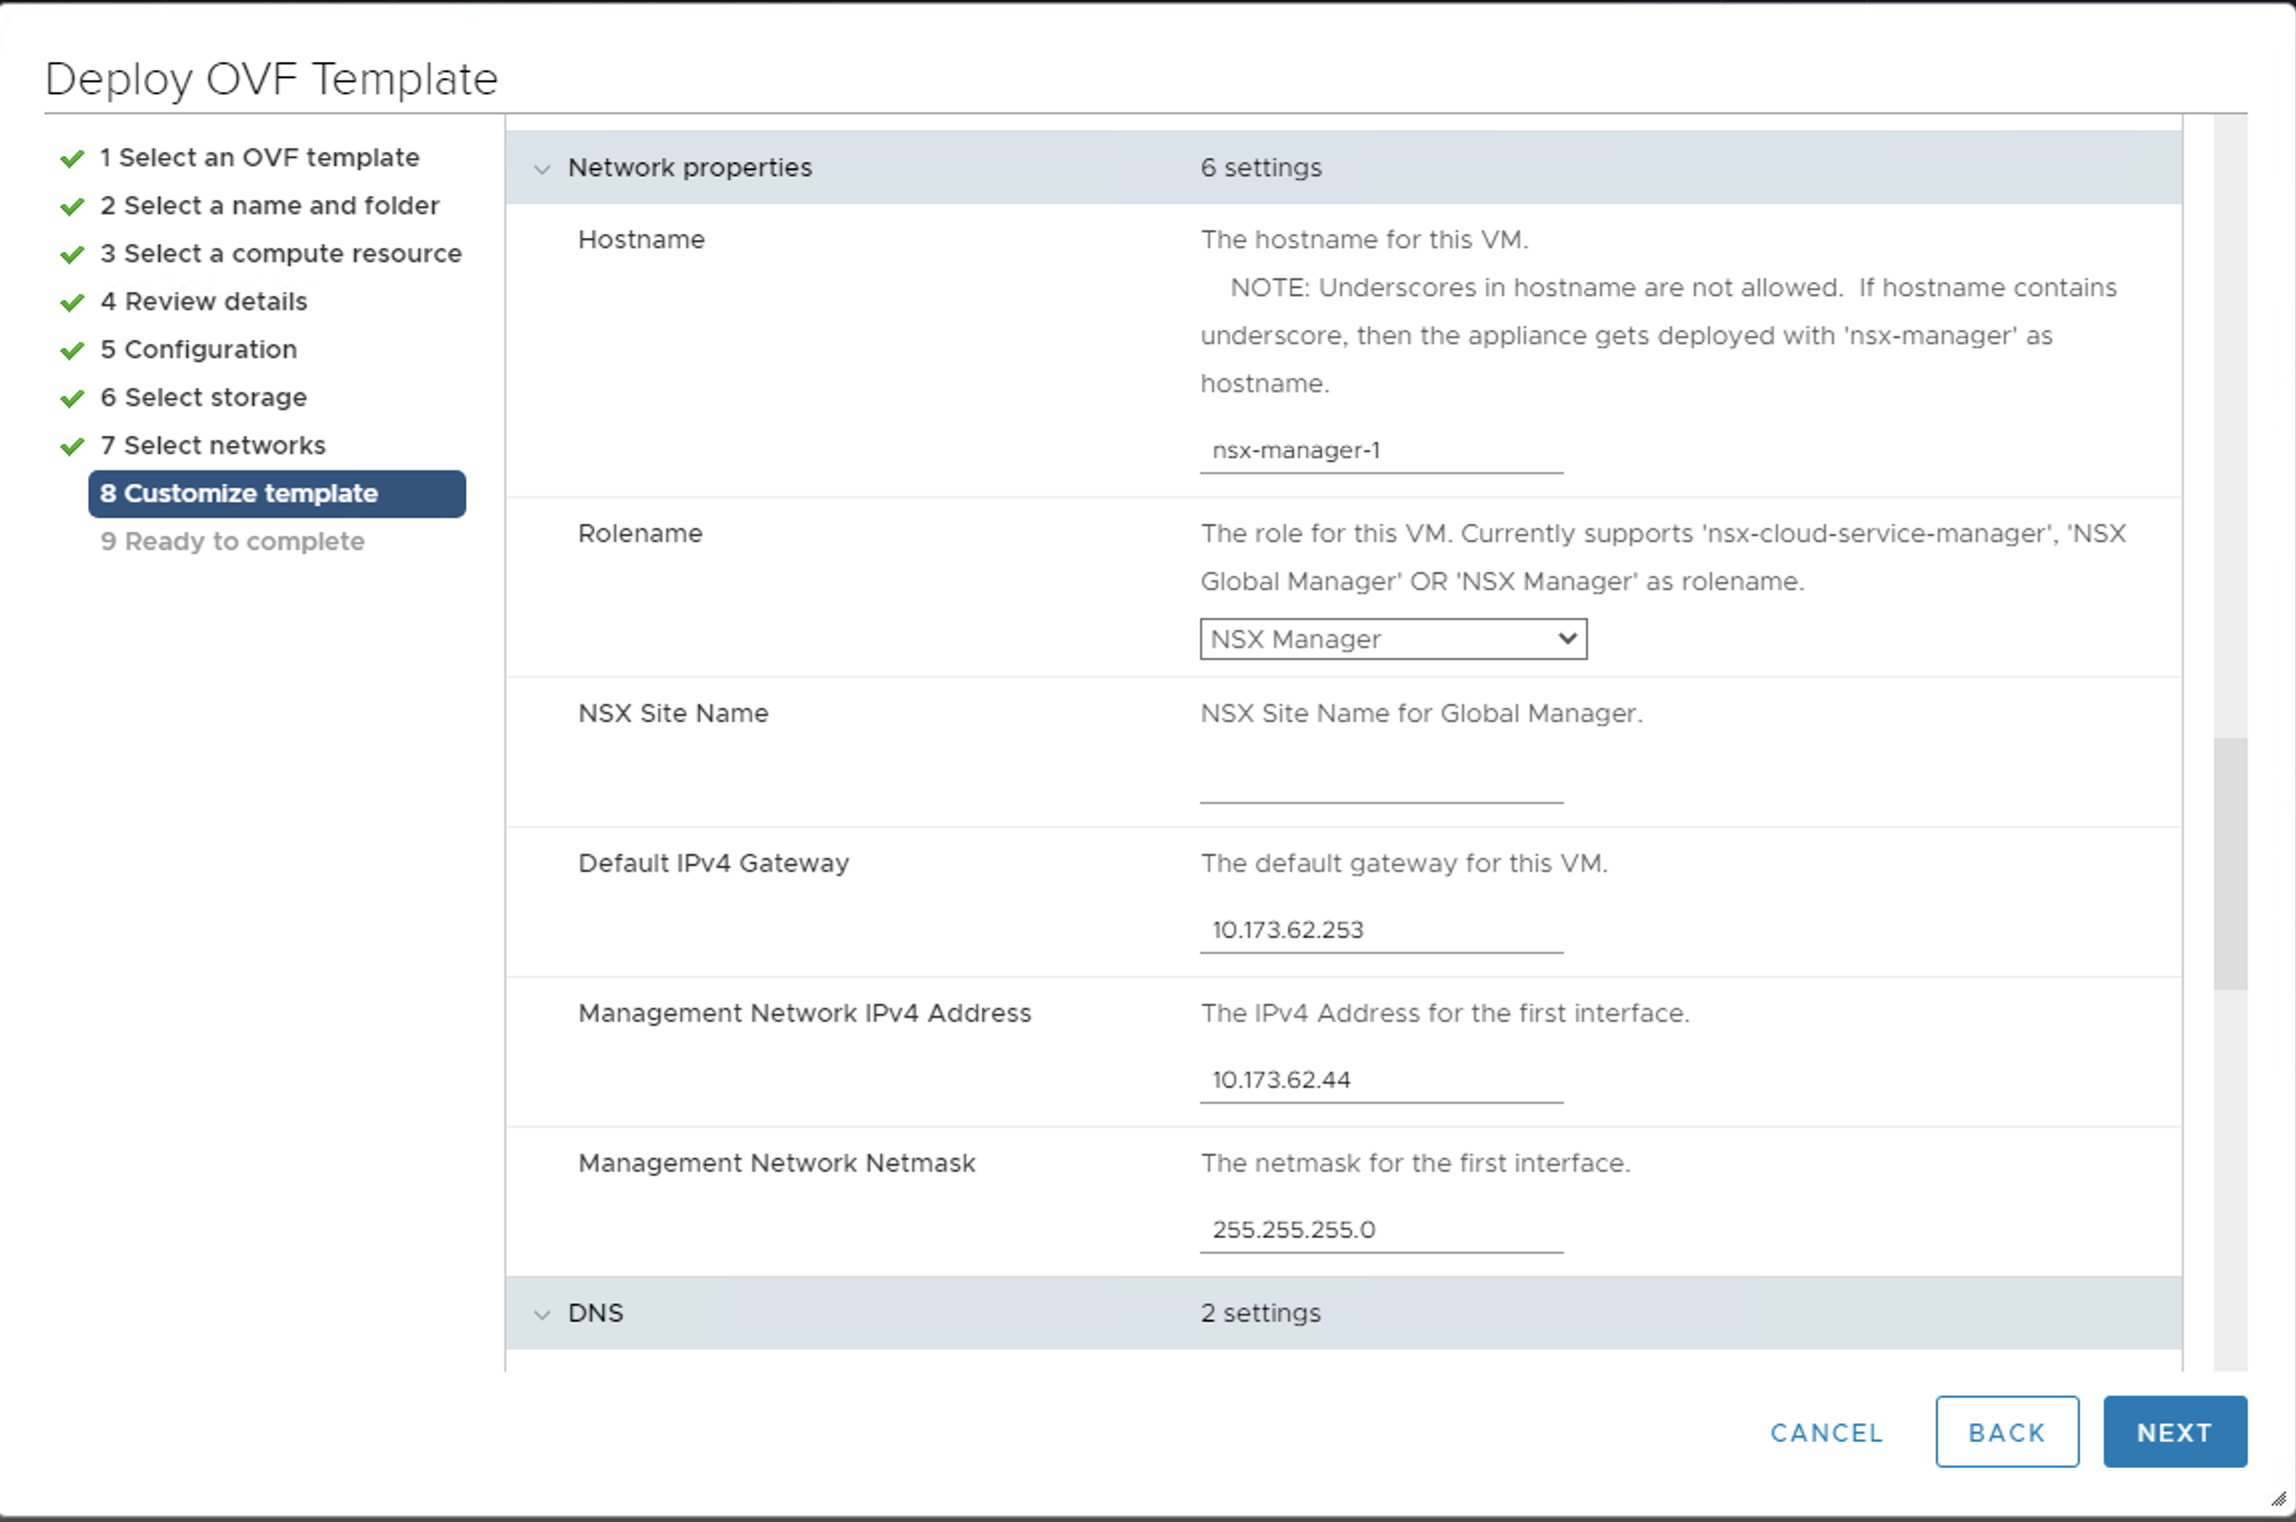 Deploy OVF Template
1 Select an OVF template
2 Select a name and folder
3 Select a compute resource
4 Review details
5 Configuration
6 Select storage
7 Select networks
8 Customize template
9 Ready to complete
Network properties 6 settings
Hostname The hostname for this VM.
NOTE: Underscores in hostname are not allowed. If hostname contains
underscore, then the appliance gets deployed with 'nsx-manager' as
hostname.
nsx-manager-1
Rolename The role for this VM. Currently supports 'nsx-cloud-service-manager', 'NSX
Global Manager' OR 'NSX Manager' as rolename.
NSX Manager
NSX Site Name NSX Site Name for Global Manager.
Default IPv4 Gateway The default gateway for this VM.
10.173.62.253
Management Network IPv4 Address The IPv4 Address for the first interface.
10.173.62.44
Management Network Netmask The netmask for the first interface.
255.255.255.0
DNS 2 settings
CANCEL BACK NEXT